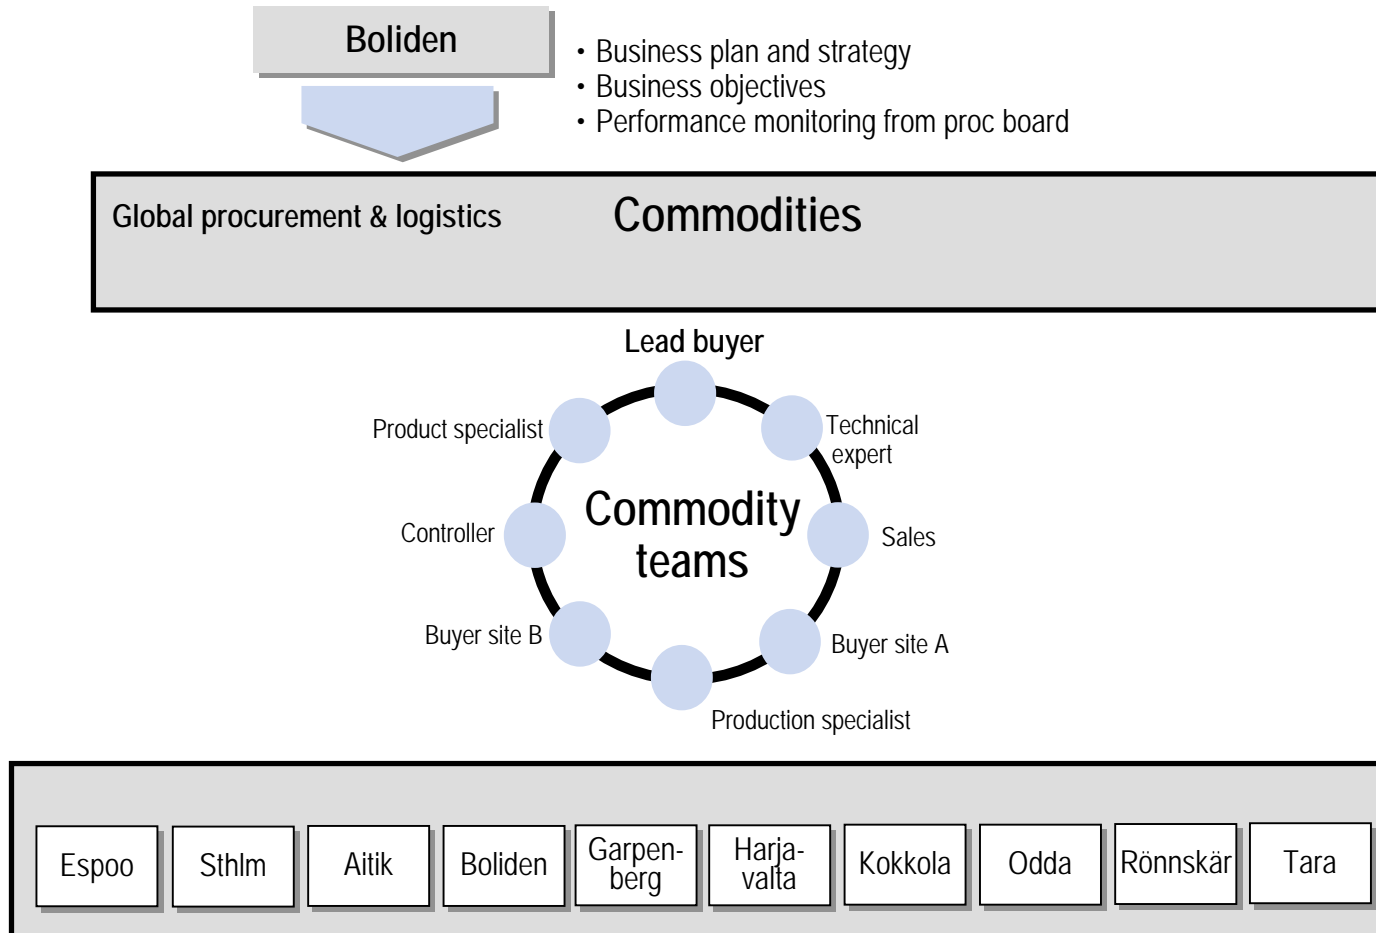 Boliden
• Business plan and strategy
• Business objectives
• Performance monitoring from proc board
Global procurement & logistics
Commodities
Lead buyer
Product specialist
Technical
expert
Commodity
teams
Controller
Sales
Buyer site B
Buyer site A
Production specialist
Espoo
Sthlm
Aitik
Boliden
Garpen-
berg
Harja-
valta
Kokkola
Odda
Rönnskär
Tara